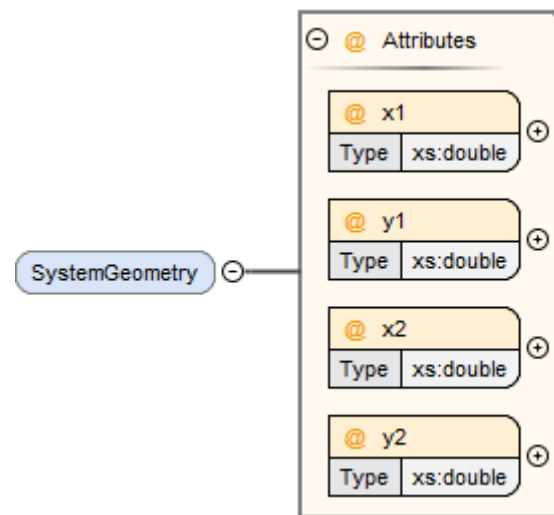 @ Attributes
@ x1
Type xs:double
@ y1
Type xs:double
SystemGeometry
@ x2
Type xs:double
@ y2
Type xs:double